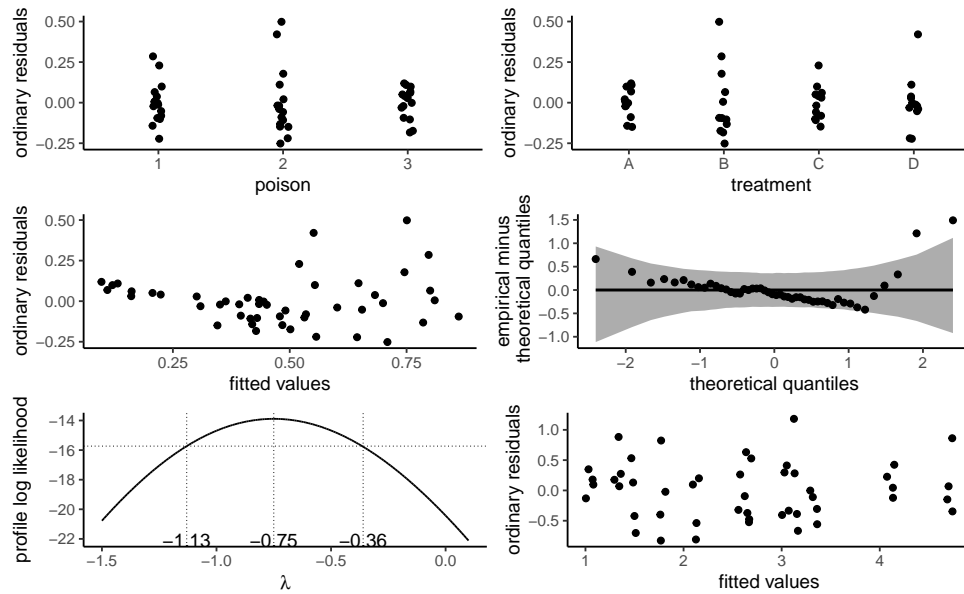 ordinary residuals
0.50
0.25
0.00
−0.25
1
2
3
poison
ordinary residuals
0.50
0.25
0.00
−0.25
A
B
C
D
treatment
ordinary residuals
0.50
0.25
0.00
−0.25
0.25
0.50
0.75
fitted values
empirical minus
theoretical quantiles
1.5
1.0
0.5
0.0
−0.5
−1.0
−2
−1
0
1
2
theoretical quantiles
profile log likelihood
−14
−16
−18
−20
−22
−1.13
−0.75
−0.36
−1.5
−1.0
−0.5
0.0
λ
ordinary residuals
1.0
0.5
0.0
−0.5
1
2
3
4
fitted values